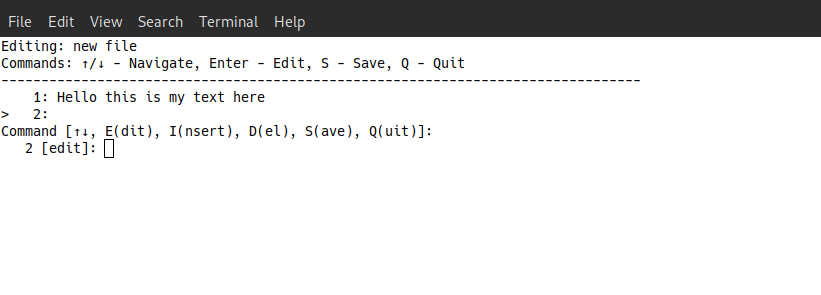 File Edit View Search Terminal Help
Editing: new file
Commands: ↑/↓ - Navigate, Enter - Edit, S - Save, Q - Quit
--------------------------------------------------------------------------------
    1: Hello this is my text here
>   2:
Command [↑↓, E(dit), I(nsert), D(el), S(ave), Q(uit)]:
   2 [edit]: